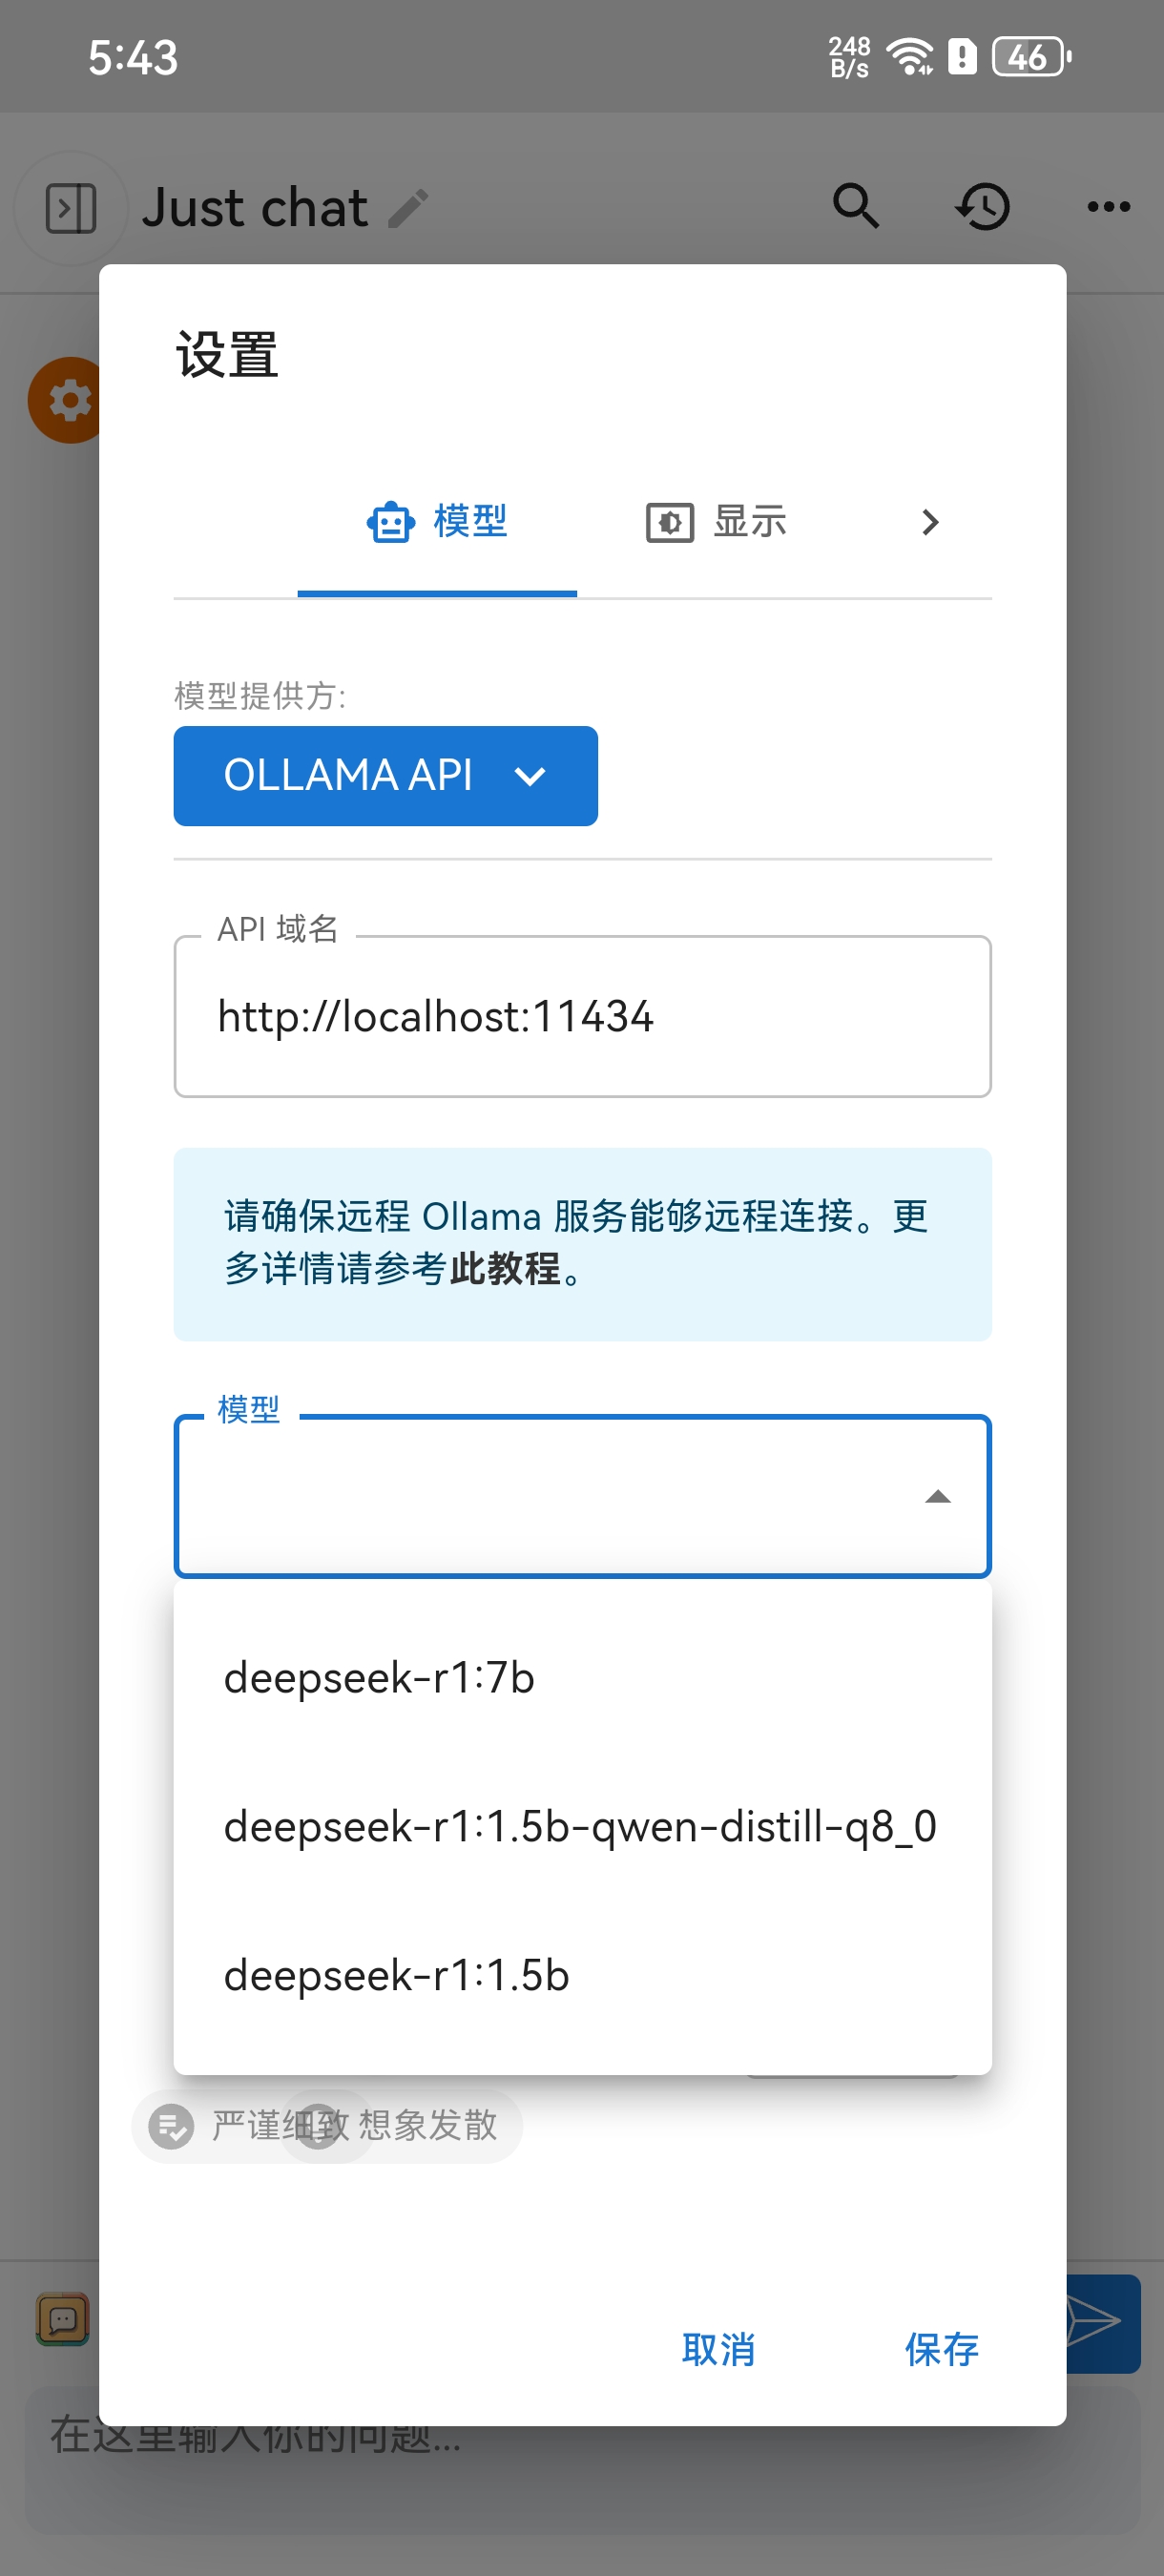 5:43
248
B/s
46
Just chat
设置
模型
显示
模型提供方:
OLLAMA API
API 域名
http://localhost:11434
请确保远程 Ollama 服务能够远程连接。更
多详情请参考此教程。
模型
deepseek-r1:7b
deepseek-r1:1.5b-qwen-distill-q8_0
deepseek-r1:1.5b
严谨细致 想象发散
取消
保存
在这里输入你的问题...